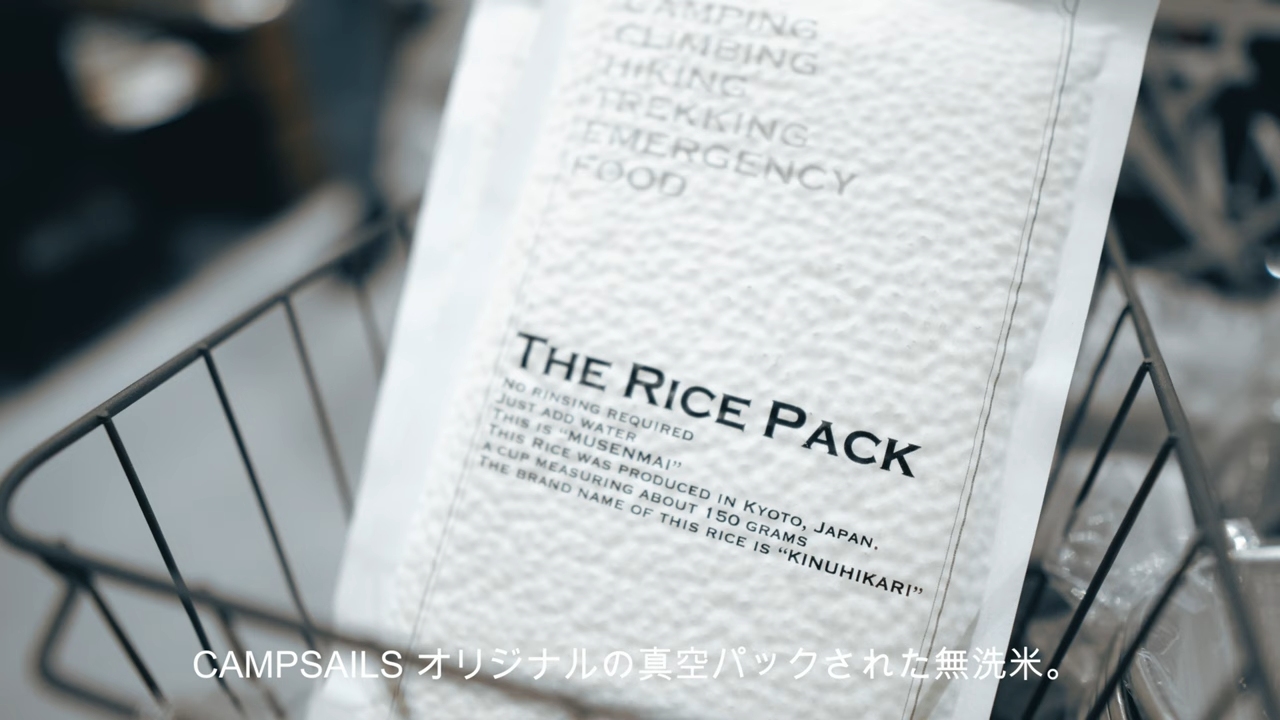 CAMPING
CLIMBING
HIKING
TREKKING
EMERGENCY
FOOD
THE RICE PACK
NO RINSING REQUIRED
JUST ADD WATER
THIS IS “MUSENMAI”
THIS RICE WAS PRODUCED IN KYOTO, JAPAN.
A CUP MEASURING ABOUT 150 GRAMS
THE BRAND NAME OF THIS RICE IS “KINUHIKARI”
CAMPSAILS オリジナルの真空パックされた無洗米。